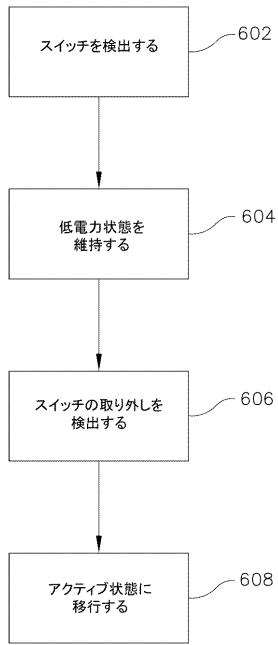 スイッチを検出する
602
低電力状態を
維持する
604
スイッチの取り外しを
検出する
606
アクティブ状態に
移行する
608